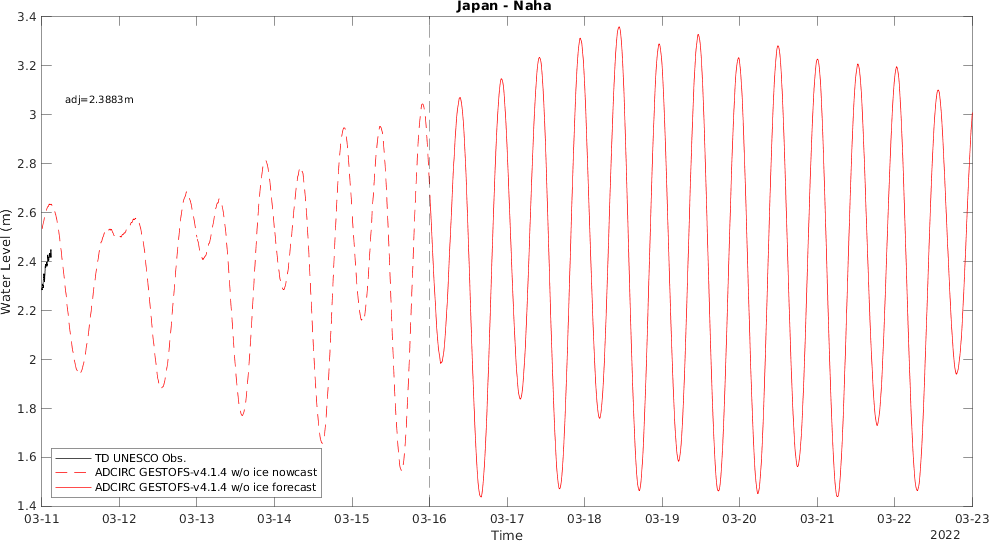 Japan - Naha
3.4
3.2
3
2.8
2.6
2.4
2.2
2
1.8
1.6
1.4
Water Level (m)
adj=2.3883m
TD UNESCO Obs.
ADCIRC GESTOFS-v4.1.4 w/o ice nowcast
ADCIRC GESTOFS-v4.1.4 w/o ice forecast
03-11 03-12 03-13 03-14 03-15 03-16 03-17 03-18 03-19 03-20 03-21 03-22 03-23
Time
2022